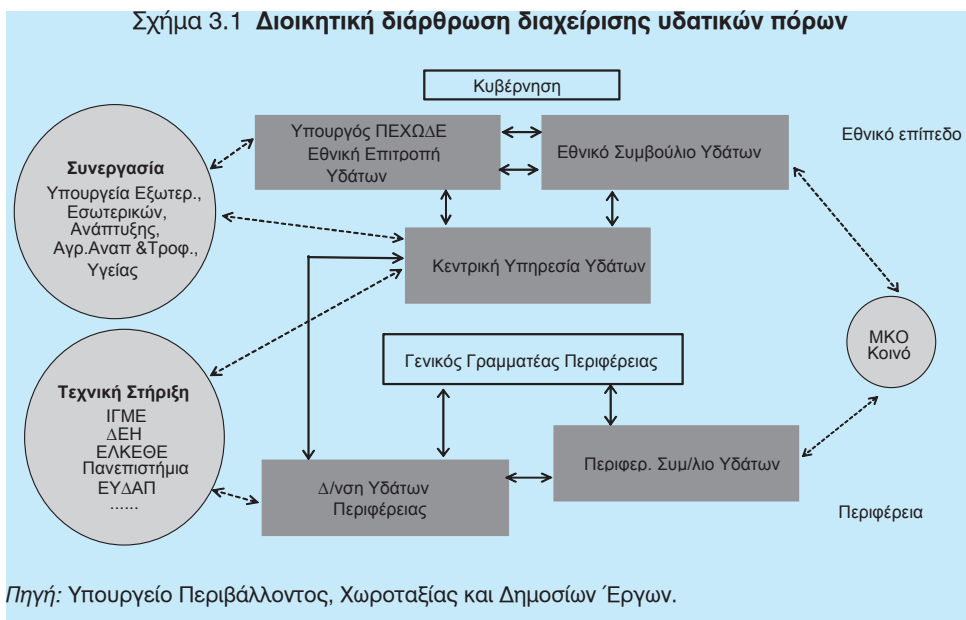 Σχήμα 3.1 Διοικητική διάρθρωση διαχείρισης υδατικών πόρων
Κυβέρνηση
Υπουργός ΠΕΧΩΔΕ
Εθνική Επιτροπή
Υδάτων
Εθνικό Συμβούλιο Υδάτων
Εθνικό επίπεδο
Συνεργασία
Υπουργεία Εξωτερ.,
Εσωτερικών,
Ανάπτυξης,
Αγρ.Αναπ &Τροφ.,
Υγείας
Κεντρική Υπηρεσία Υδάτων
ΜΚΟ
Κοινό
Γενικός Γραμματέας Περιφέρειας
Τεχνική Στήριξη
ΙΓΜΕ
ΔΕΗ
ΕΛΚΕΘΕ
Πανεπιστήμια
ΕΥΔΑΠ
......
Δ/νση Υδάτων
Περιφέρειας
Περιφερ. Συμ/λιο Υδάτων
Περιφέρεια
Πηγή: Υπουργείο Περιβάλλοντος, Χωροταξίας και Δημοσίων Έργων.